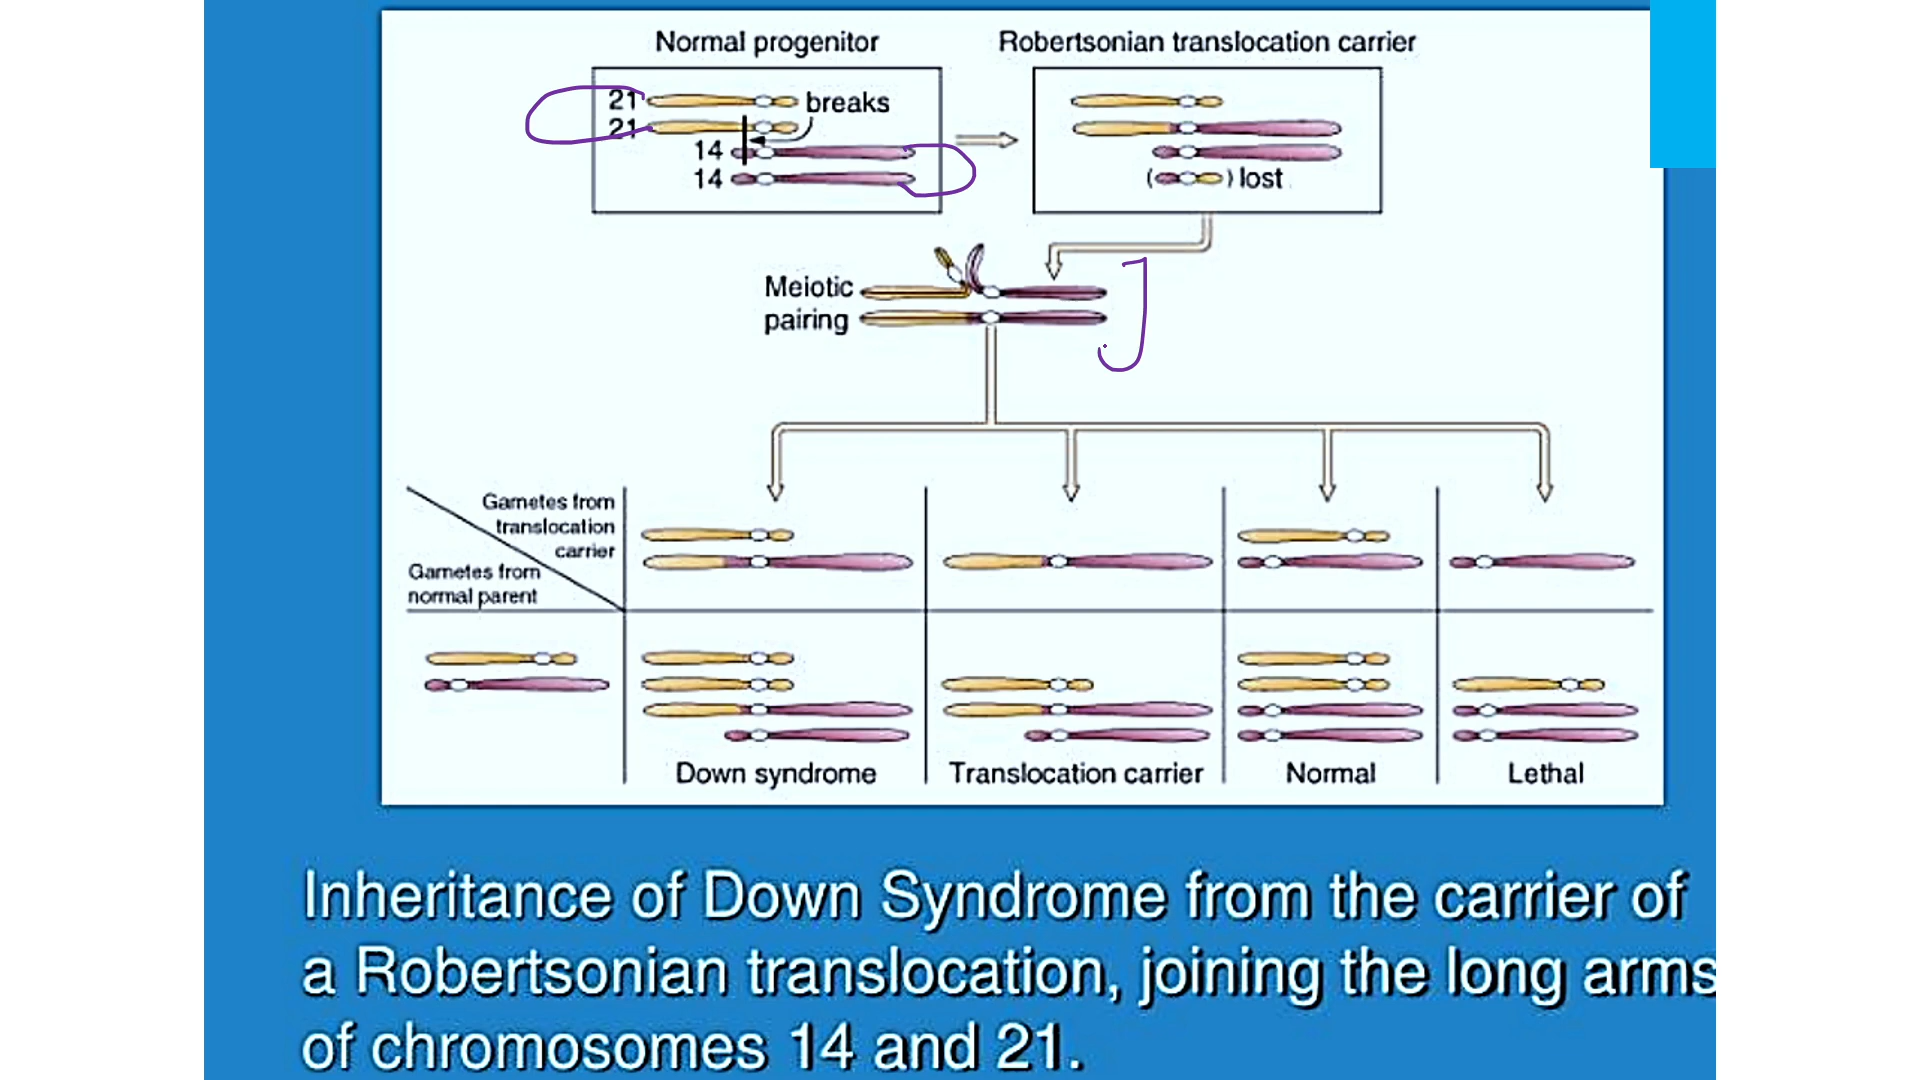 Normal progenitor
Robertsonian translocation carrier
21
breaks
21
14
14
( ) lost
Meiotic
pairing
Gametes from
translocation
carrier
Gametes from
normal parent
Down syndrome
Translocation carrier
Normal
Lethal
Inheritance of Down Syndrome from the carrier of
a Robertsonian translocation, joining the long arms
of chromosomes 14 and 21.